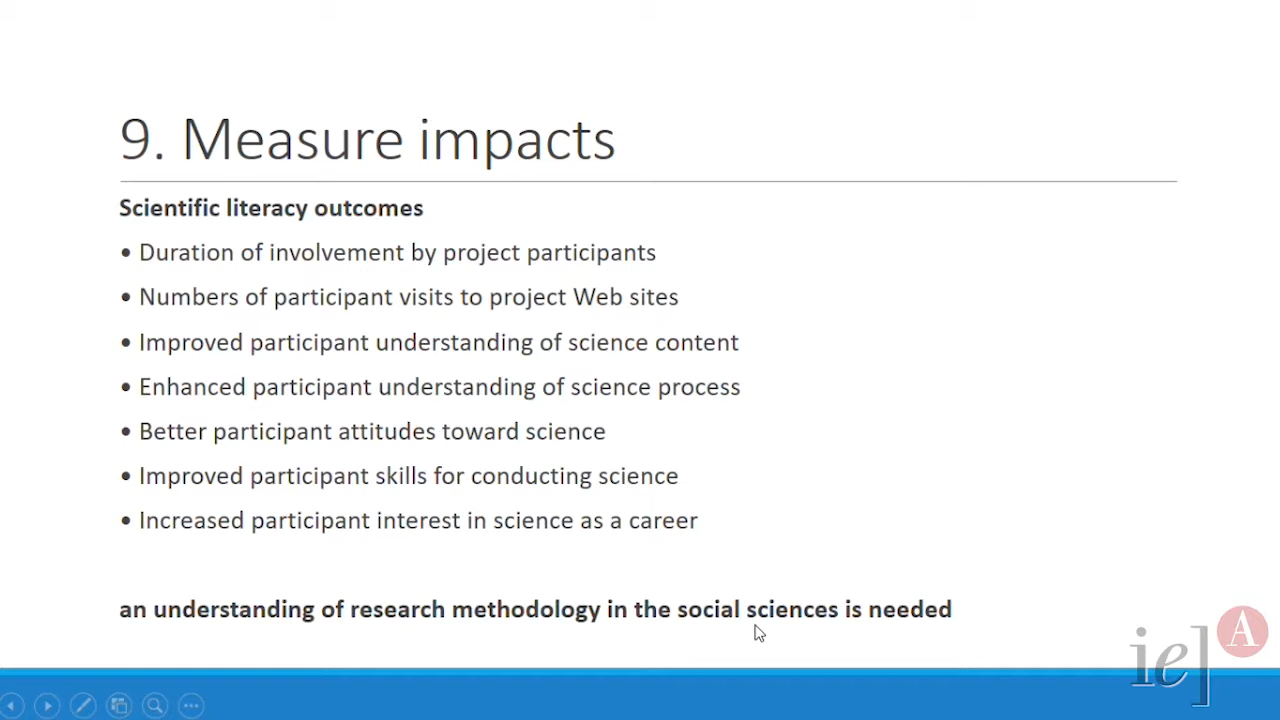 9. Measure impacts
Scientific literacy outcomes
• Duration of involvement by project participants
• Numbers of participant visits to project Web sites
• Improved participant understanding of science content
• Enhanced participant understanding of science process
• Better participant attitudes toward science
• Improved participant skills for conducting science
• Increased participant interest in science as a career
an understanding of research methodology in the social sciences is needed
ie] A